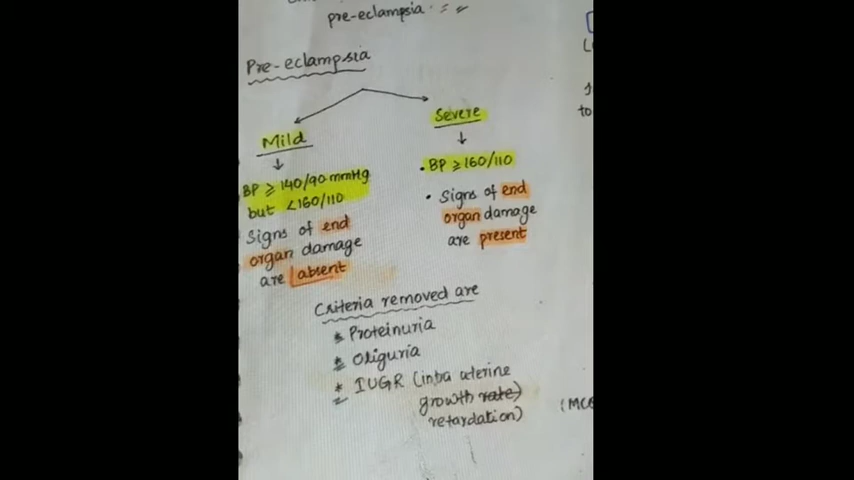 pre-eclampsia
Pre-eclampsia
Mild
BP ≥ 140/90 mmHg
but <160/110
Signs of end
organ damage
are absent
Severe
• BP ≥ 160/110
• Signs of end
organ damage
are present
Criteria removed are
* Proteinuria
* Oliguria
* IUGR (intra uterine
growth rate)
retardation)
to